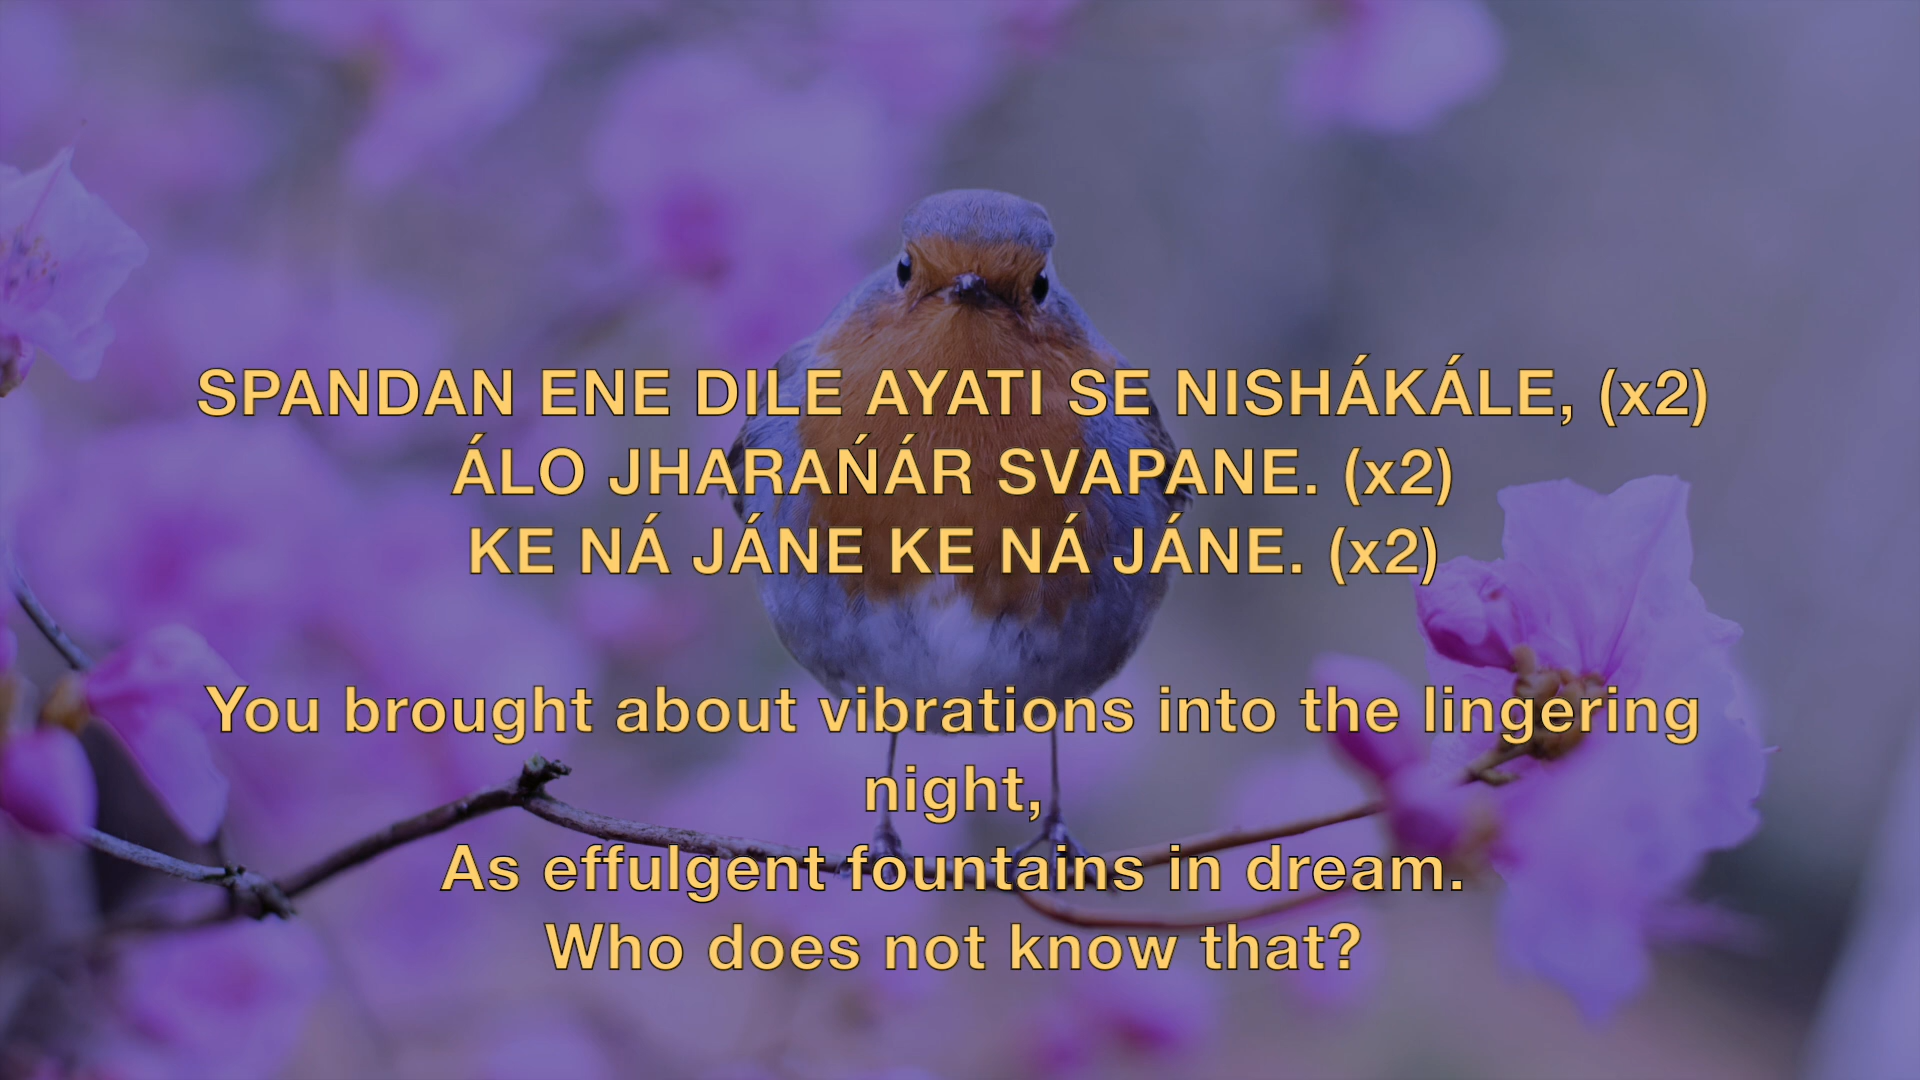 SPANDAN ENE DILE AYATI SE NISHÁKÁLE, (x2)
ÁLO JHARAŃÁR SVAPANE. (x2)
KE NÁ JÁNE KE NÁ JÁNE. (x2)
You brought about vibrations into the lingering
night,
As effulgent fountains in dream.
Who does not know that?